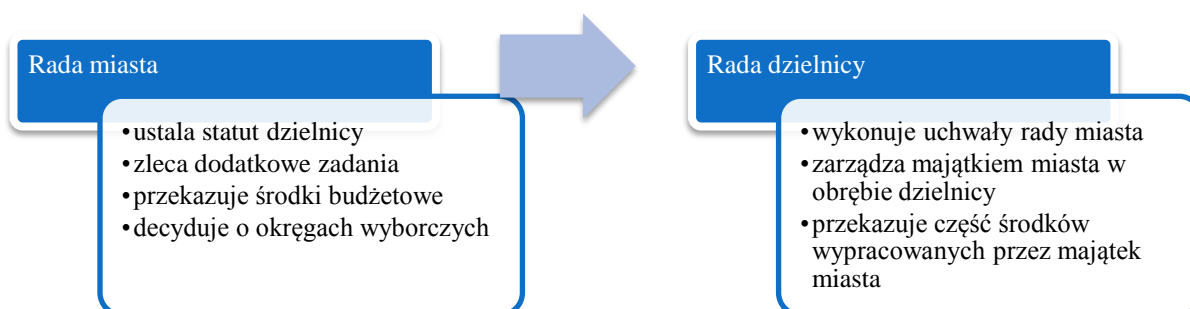 Rada miasta
•ustala statut dzielnicy
•zleca dodatkowe zadania
•przekazuje środki budżetowe
•decyduje o okręgach wyborczych
Rada dzielnicy
•wykonuje uchwały rady miasta
•zarządza majątkiem miasta w
obrębie dzielnicy
•przekazuje część środków
wypracowanych przez majątek
miasta